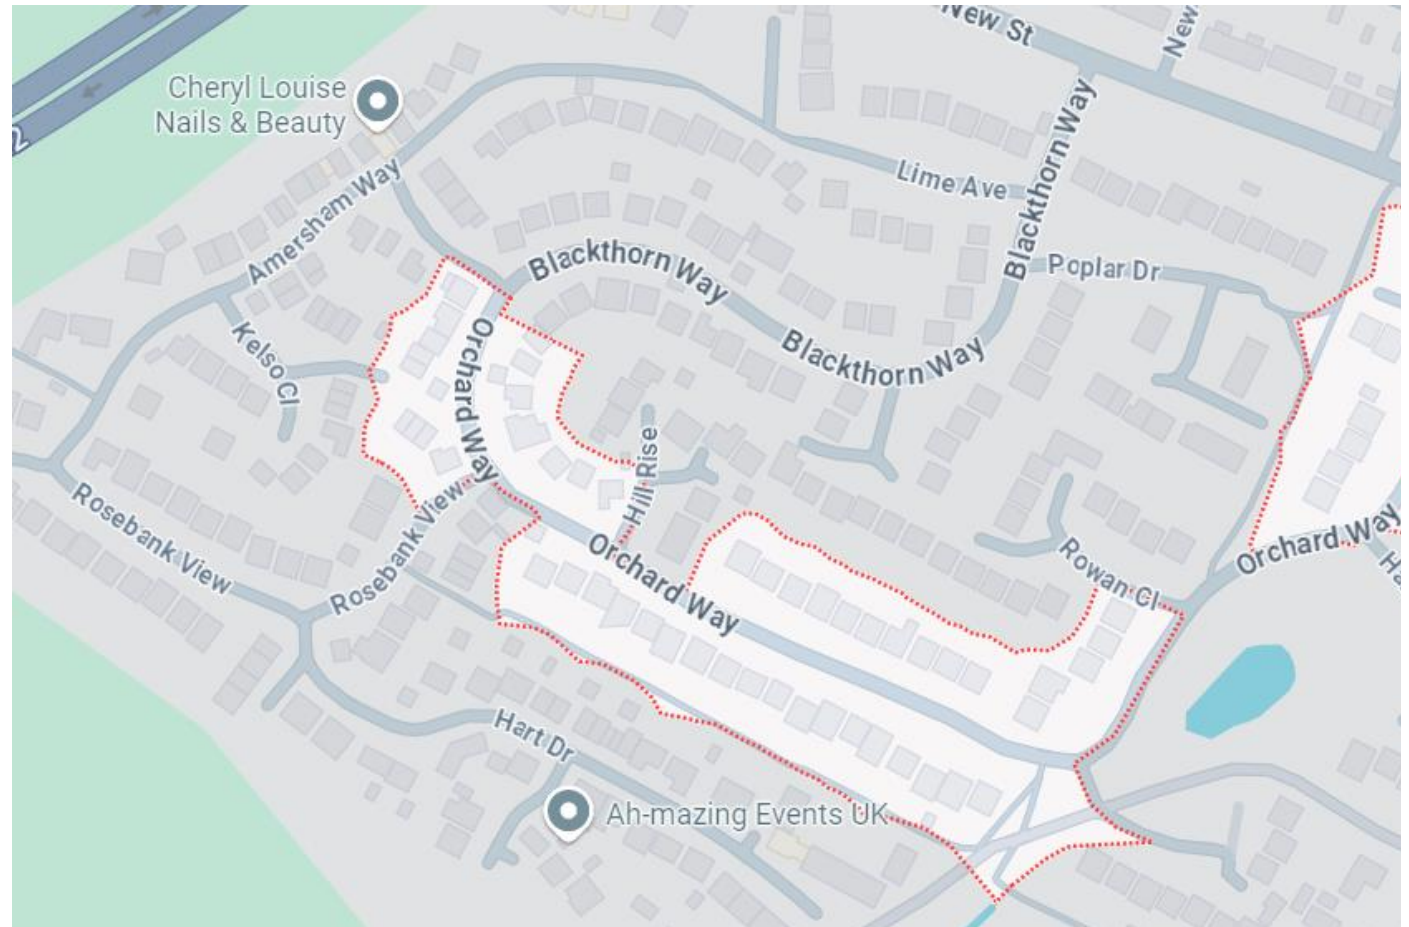 New St
New
Cheryl Louise
Nails & Beauty
Blackthorn Way
Lime Ave
Amersham Way
Blackthorn Way
Poplar Dr
Orchard Way
Kelso Cl
Blackthorn Way
Hill Rise
Rosebank View
Rosebank View
Orchard Way
Orchard Way
Rowan Cl
Ha
Hart Dr
Ah-mazing Events UK
2